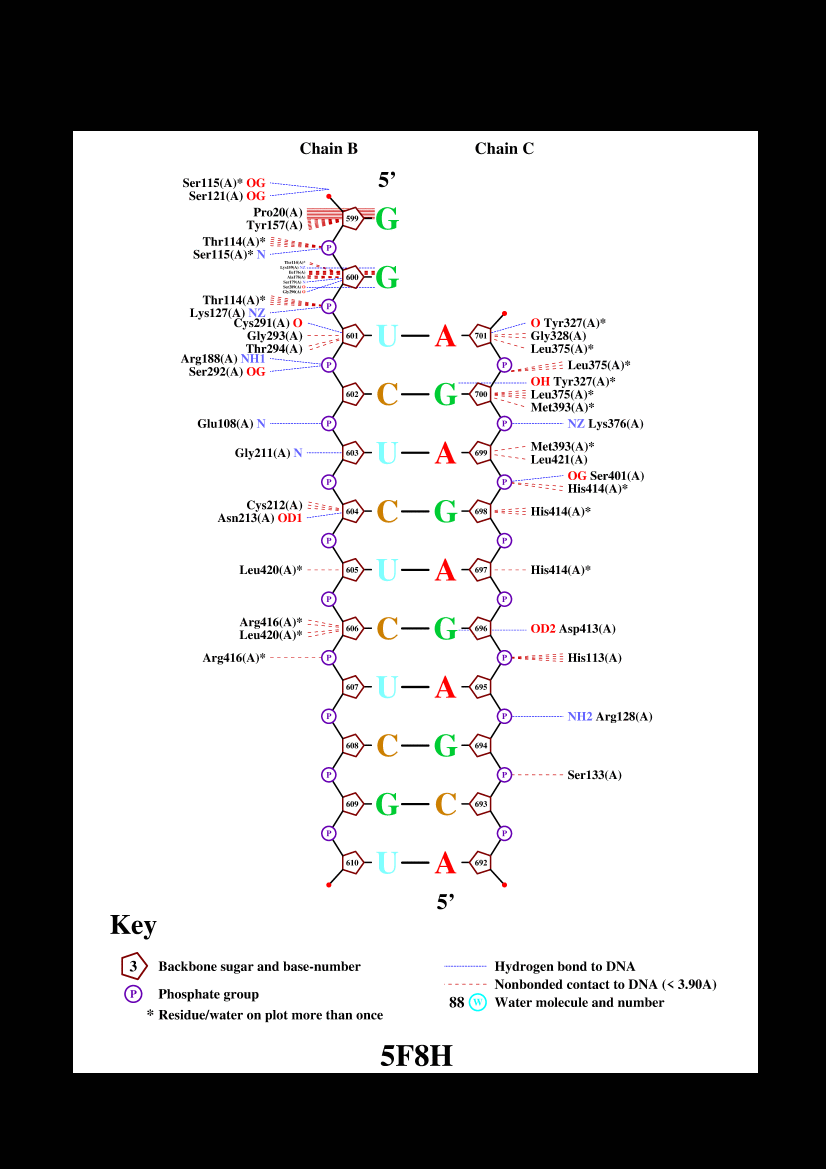 Chain B Chain C
5’
Ser115(A)* OG
Ser121(A) OG
Pro20(A)
Tyr157(A)
599 G
Thr114(A)*
P
Ser115(A)* N
600 G
Thr114(A)*
P
Lys127(A) NZ
Cys291(A) O
Gly293(A)
Thr294(A)
601 U A 701
O Tyr327(A)*
Gly328(A)
Leu375(A)*
Arg188(A) NH1
Ser292(A) OG
P P
Leu375(A)*
OH Tyr327(A)*
602 C G 700
Leu375(A)*
Met393(A)*
Glu108(A) N P P NZ Lys376(A)
Gly211(A) N 603 U A 699
Met393(A)*
Leu421(A)
P P
OG Ser401(A)
His414(A)*
Cys212(A)
Asn213(A) OD1
604 C G 698 His414(A)*
P P
Leu420(A)* 605 U A 697 His414(A)*
P P
Arg416(A)*
Leu420(A)*
606 C G 696 OD2 Asp413(A)
Arg416(A)* P P His113(A)
607 U A 695
P P NH2 Arg128(A)
608 C G 694
P P Ser133(A)
609 G C 693
P P
610 U A 692
5’
Key
3 Backbone sugar and base-number
P Phosphate group
* Residue/water on plot more than once
Hydrogen bond to DNA
Nonbonded contact to DNA (< 3.90A)
88 W Water molecule and number
5F8H